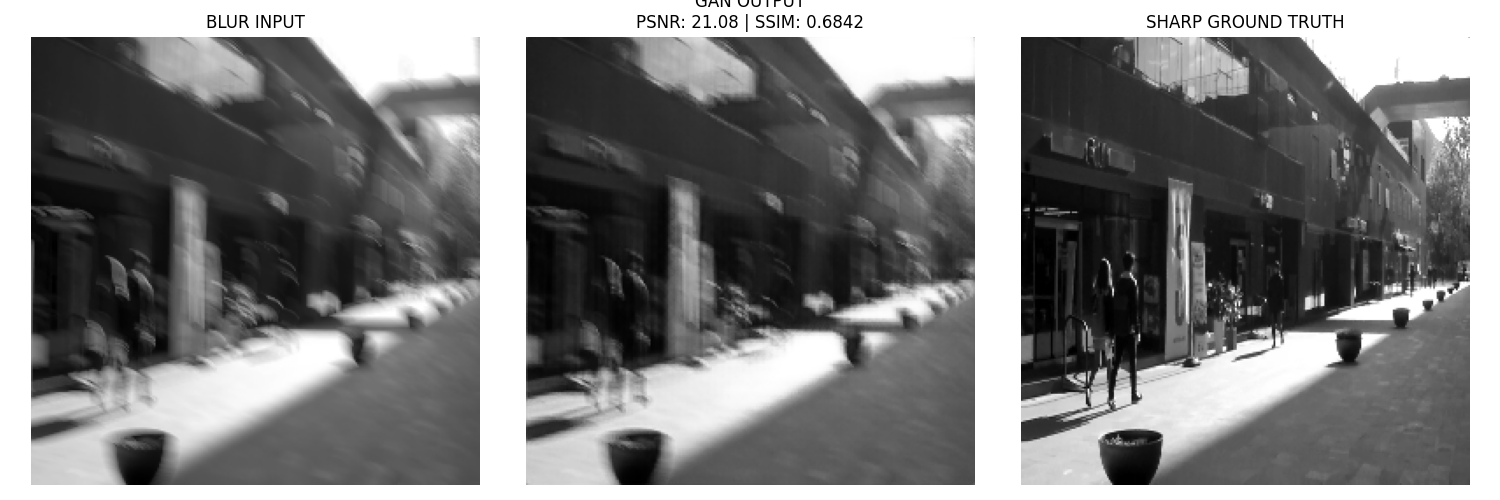 BLUR INPUT
GAN OUTPUT
PSNR: 21.08 | SSIM: 0.6842
SHARP GROUND TRUTH